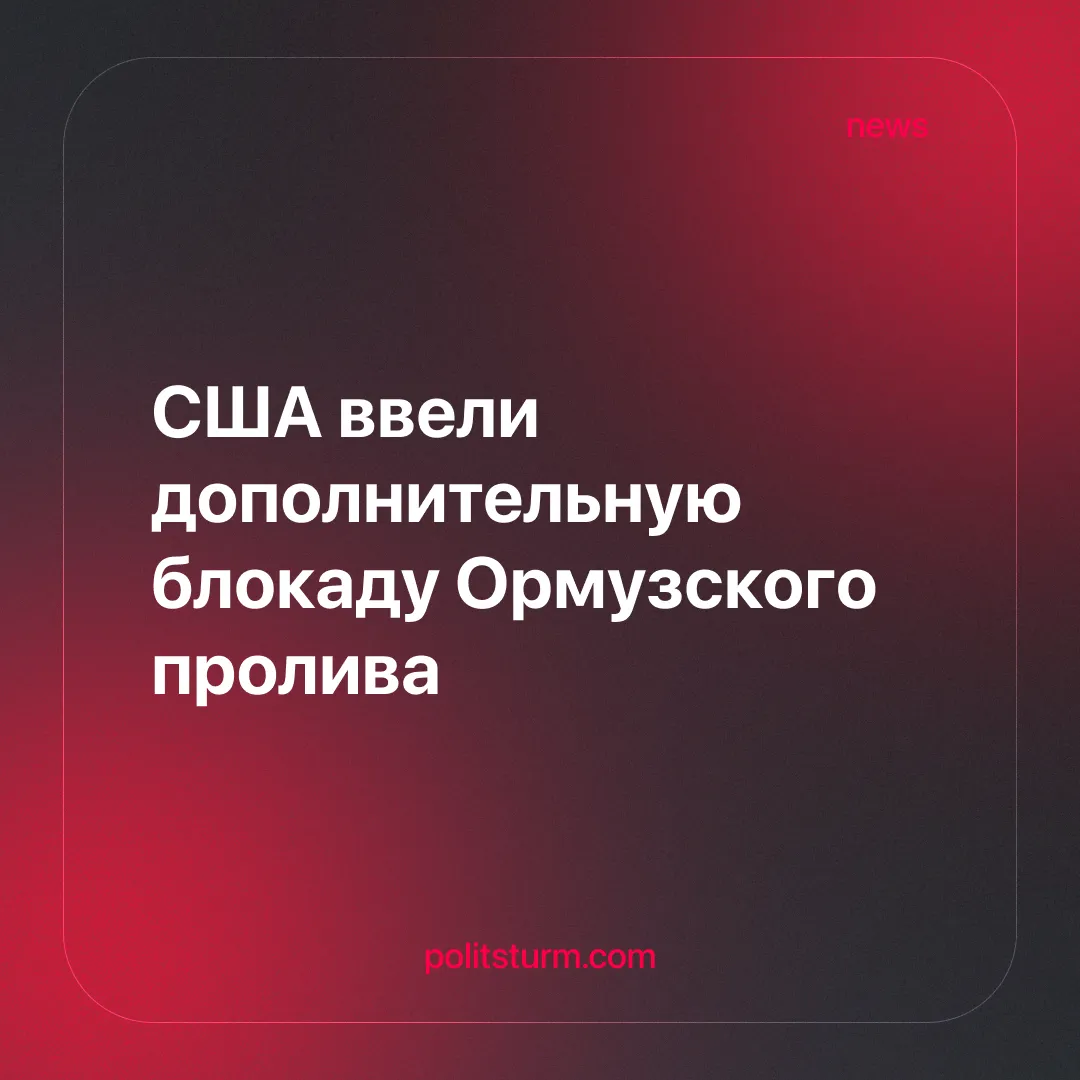 news
США ввели
дополнительную
блокаду Ормузского
пролива
politsturm.com